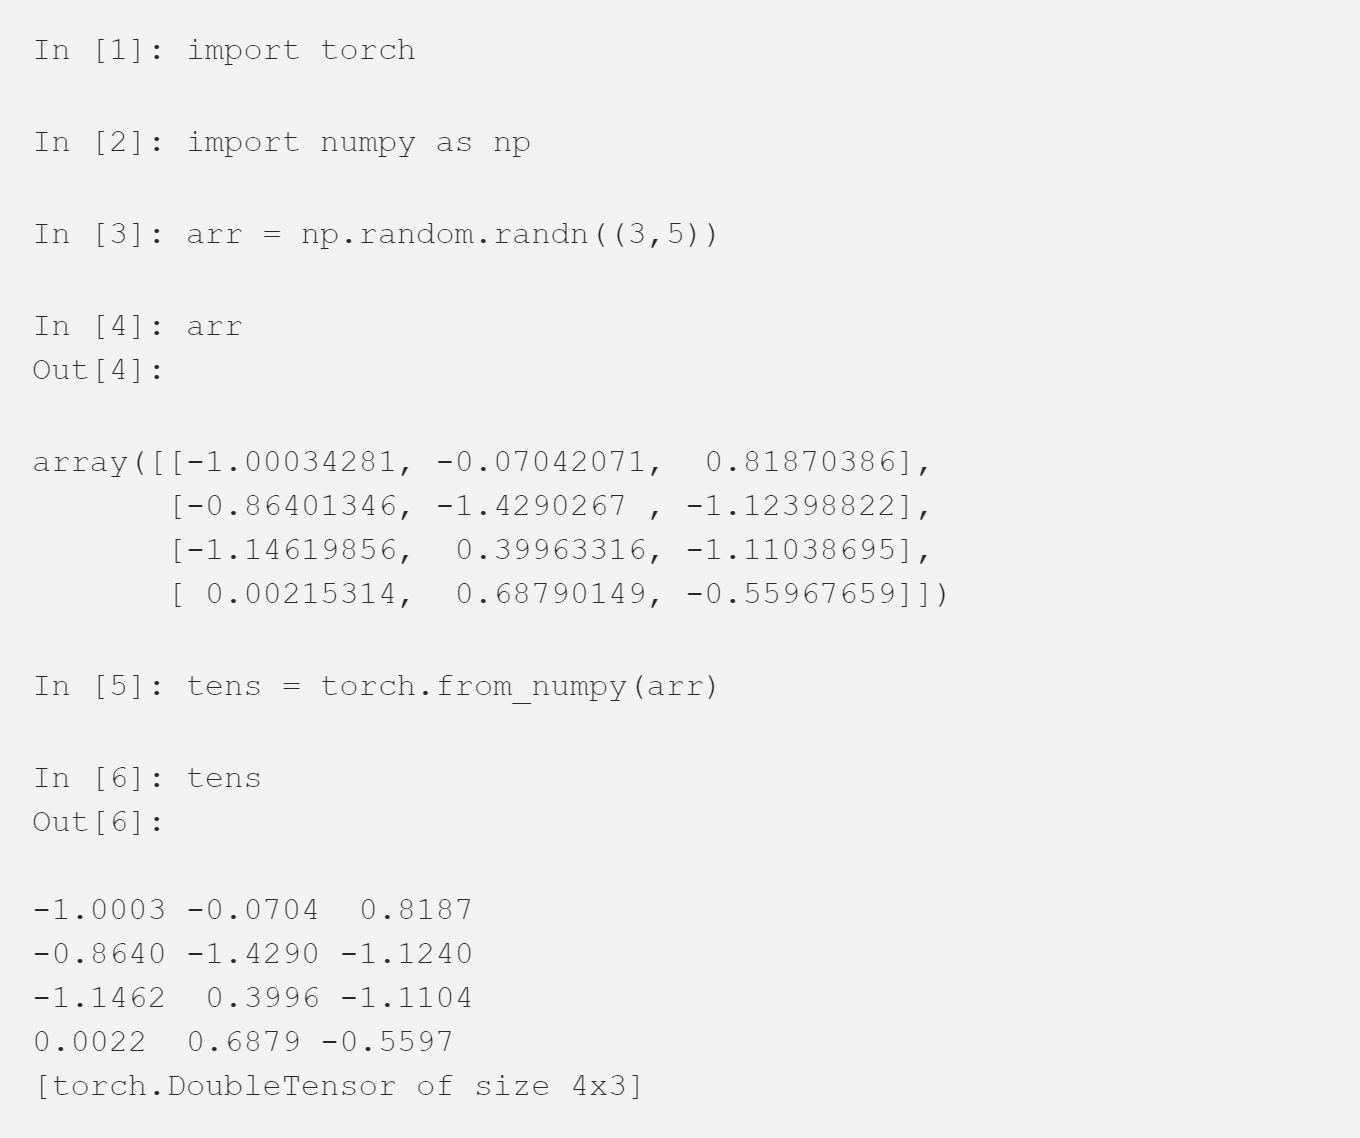 In [1]: import torch
In [2]: import numpy as np
In [3]: arr = np.random.randn((3,5))
In [4]: arr
Out[4]:
array([[-1.00034281, -0.07042071,  0.81870386],
       [-0.86401346, -1.4290267 , -1.12398822],
       [-1.14619856,  0.39963316, -1.11038695],
       [ 0.00215314,  0.68790149, -0.55967659]])
In [5]: tens = torch.from_numpy(arr)
In [6]: tens
Out[6]:
-1.0003 -0.0704  0.8187
-0.8640 -1.4290 -1.1240
-1.1462  0.3996 -1.1104
0.0022  0.6879 -0.5597
[torch.DoubleTensor of size 4x3]